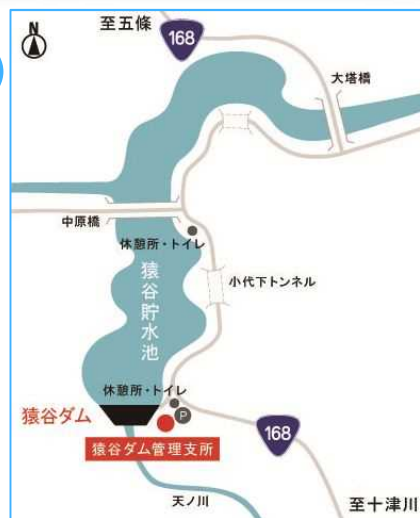 N
至五條
168
大塔橋
中原橋
休憩所・トイレ
猿谷貯水池
小代下トンネル
休憩所・トイレ
猿谷ダム
P
猿谷ダム管理支所
168
天ノ川
至十津川